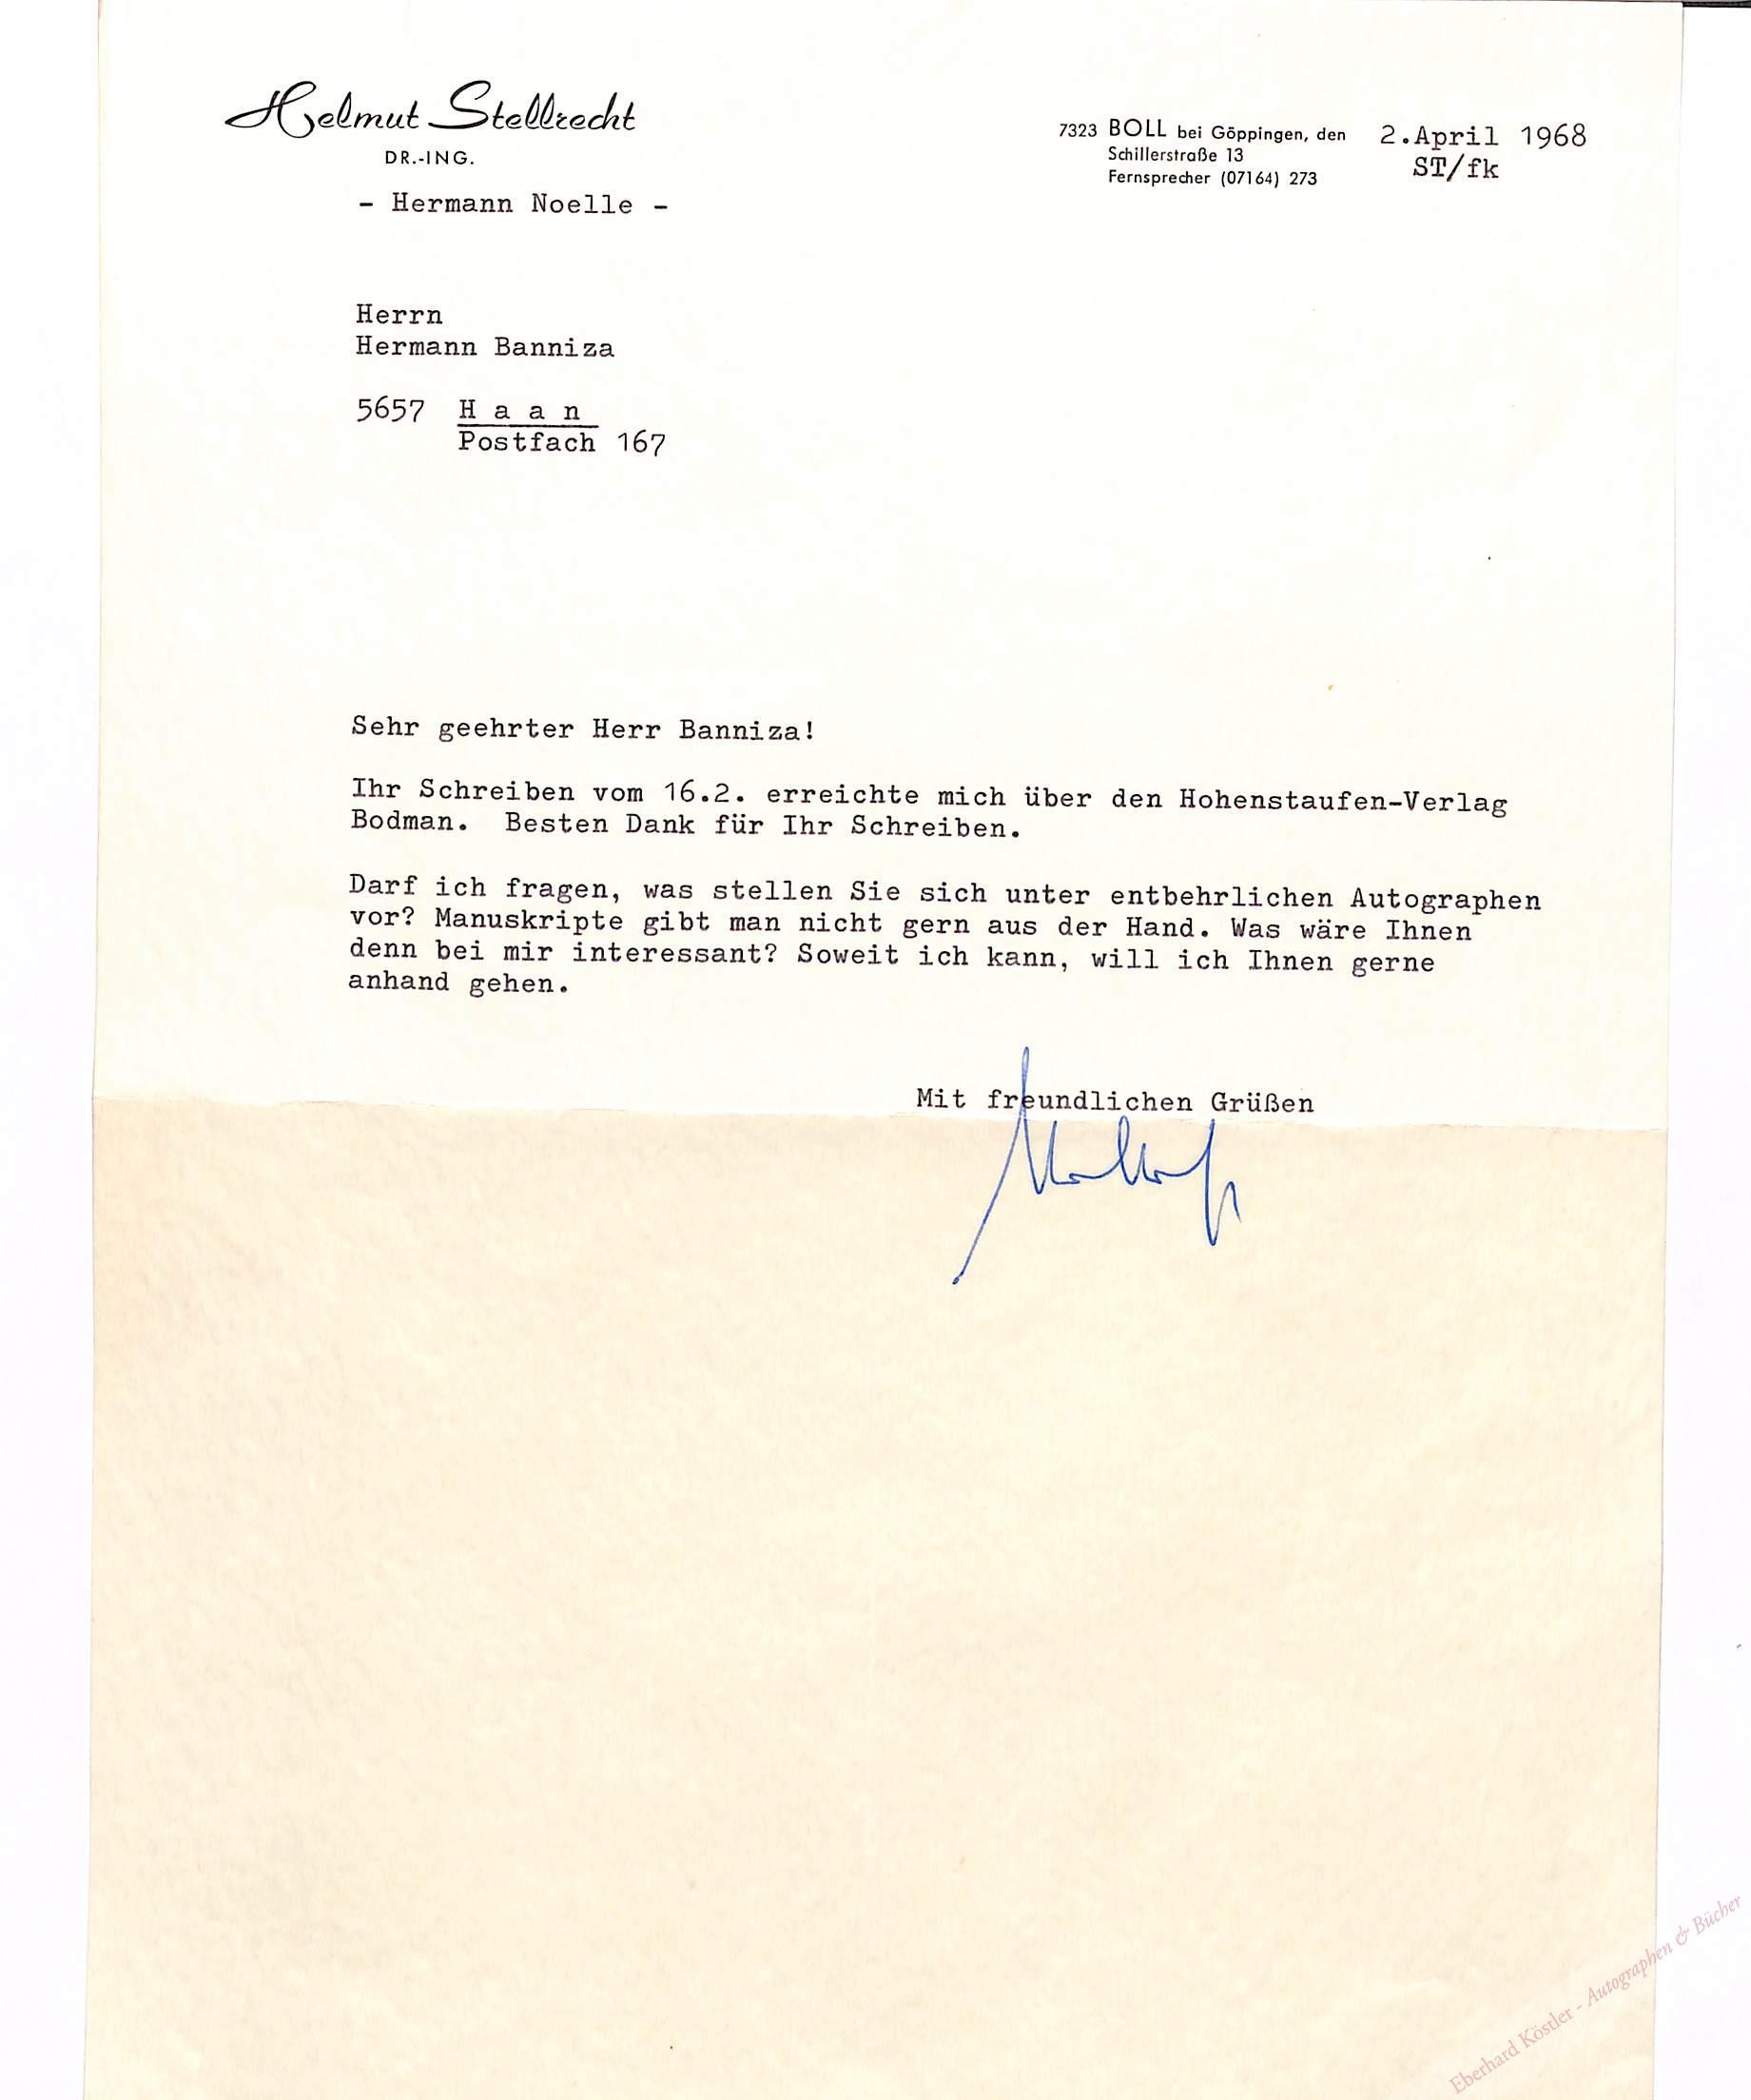 Helmut Stellrecht
DR.-ING.
- Hermann Noelle -
7323 BOLL bei Göppingen, den 2.April 1968
Schillerstraße 13 ST/fk
Fernsprecher (07164) 273
Herrn
Hermann Banniza
5657 H a a n
Postfach 167
Sehr geehrter Herr Banniza!
Ihr Schreiben vom 16.2. erreichte mich über den Hohenstaufen-Verlag
Bodman. Besten Dank für Ihr Schreiben.
Darf ich fragen, was stellen Sie sich unter entbehrlichen Autographen
vor? Manuskripte gibt man nicht gern aus der Hand. Was wäre Ihnen
denn bei mir interessant? Soweit ich kann, will ich Ihnen gerne
anhand gehen.
Mit freundlichen Grüßen
Eberhard Köstler - Autographen & Bücher